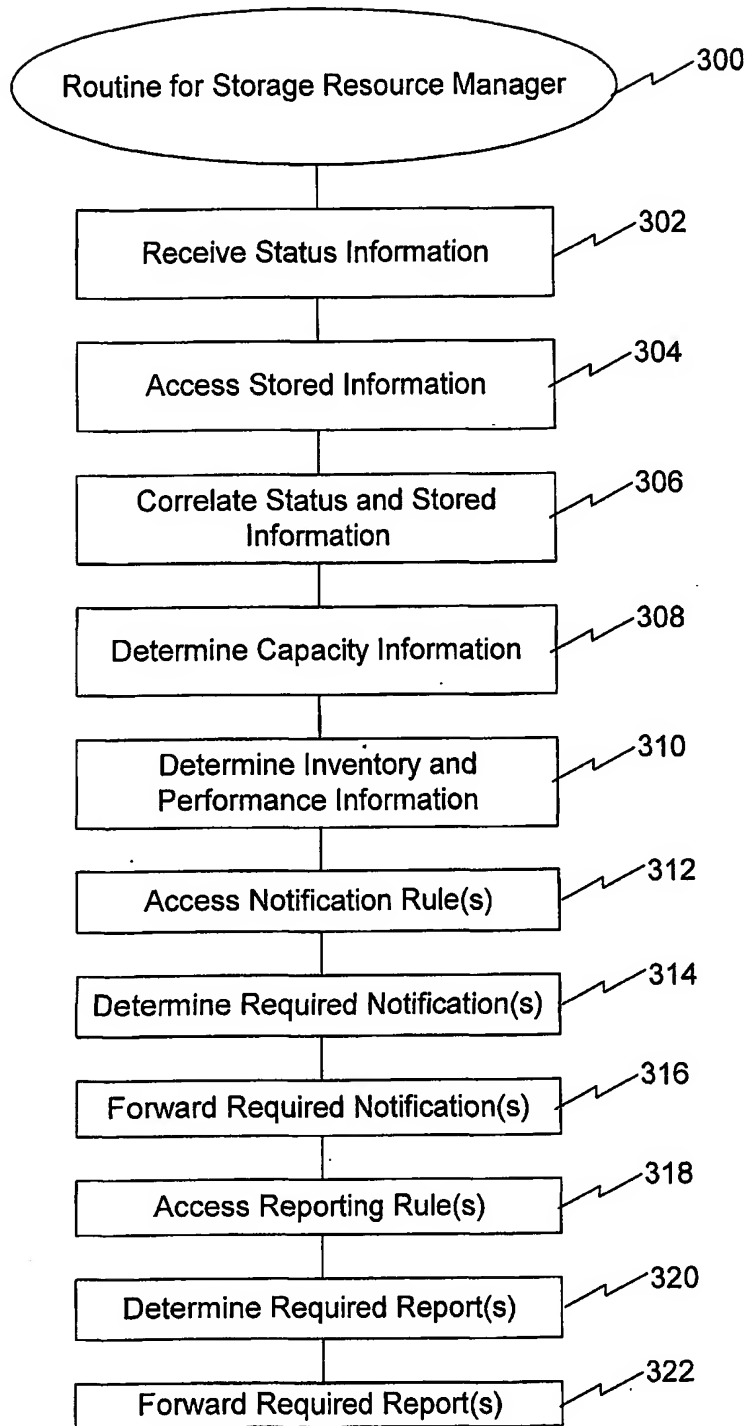 Routine for Storage Resource Manager
300
Receive Status Information
302
Access Stored Information
304
Correlate Status and Stored
Information
306
Determine Capacity Information
308
Determine Inventory and
Performance Information
310
Access Notification Rule(s)
312
Determine Required Notification(s)
314
Forward Required Notification(s)
316
Access Reporting Rule(s)
318
Determine Required Report(s)
320
Forward Required Report(s)
322